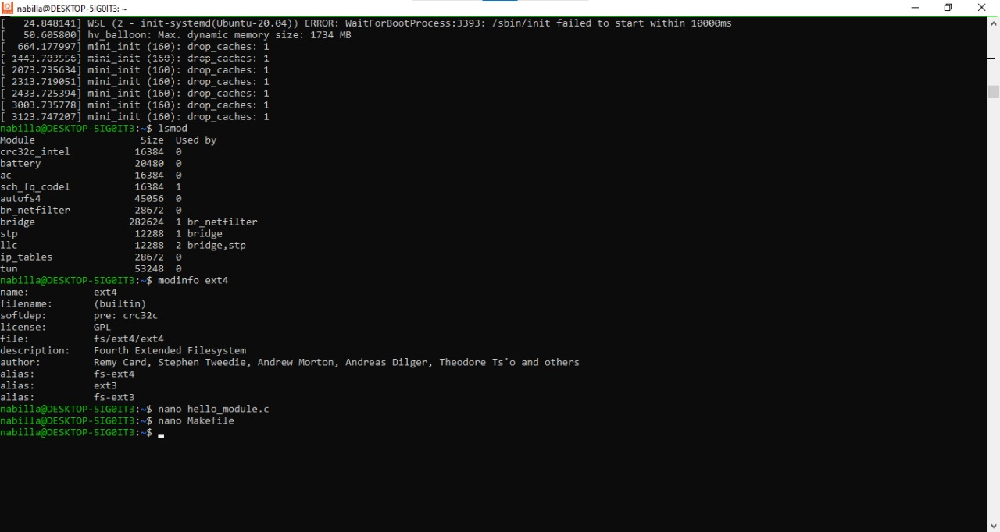 nabilla@DESKTOP-5IG0IT3: ~
[   24.848141] WSL (2 - init-systemd(Ubuntu-20.04)) ERROR: WaitForBootProcess:3393: /sbin/init failed to start within 10000ms
[   50.605800] hv_balloon: Max. dynamic memory size: 1734 MB
[  664.177997] mini_init (160): drop_caches: 1
[ 1443.703556] mini_init (160): drop_caches: 1
[ 2073.735634] mini_init (160): drop_caches: 1
[ 2313.719051] mini_init (160): drop_caches: 1
[ 2433.725394] mini_init (160): drop_caches: 1
[ 3003.735778] mini_init (160): drop_caches: 1
[ 3123.747207] mini_init (160): drop_caches: 1
nabilla@DESKTOP-5IG0IT3:~$ lsmod
Module                  Size  Used by
crc32c_intel           16384  0
battery                20480  0
ac                     16384  0
sch_fq_codel           16384  1
autofs4                45056  0
br_netfilter           28672  0
bridge                282624  1 br_netfilter
stp                    12288  1 bridge
llc                    12288  2 bridge,stp
ip_tables              28672  0
tun                    53248  0
nabilla@DESKTOP-5IG0IT3:~$ modinfo ext4
name:           ext4
filename:       (builtin)
softdep:        pre: crc32c
license:        GPL
file:           fs/ext4/ext4
description:    Fourth Extended Filesystem
author:         Remy Card, Stephen Tweedie, Andrew Morton, Andreas Dilger, Theodore Ts'o and others
alias:          fs-ext4
alias:          ext3
alias:          fs-ext3
nabilla@DESKTOP-5IG0IT3:~$ nano hello_module.c
nabilla@DESKTOP-5IG0IT3:~$ nano Makefile
nabilla@DESKTOP-5IG0IT3:~$